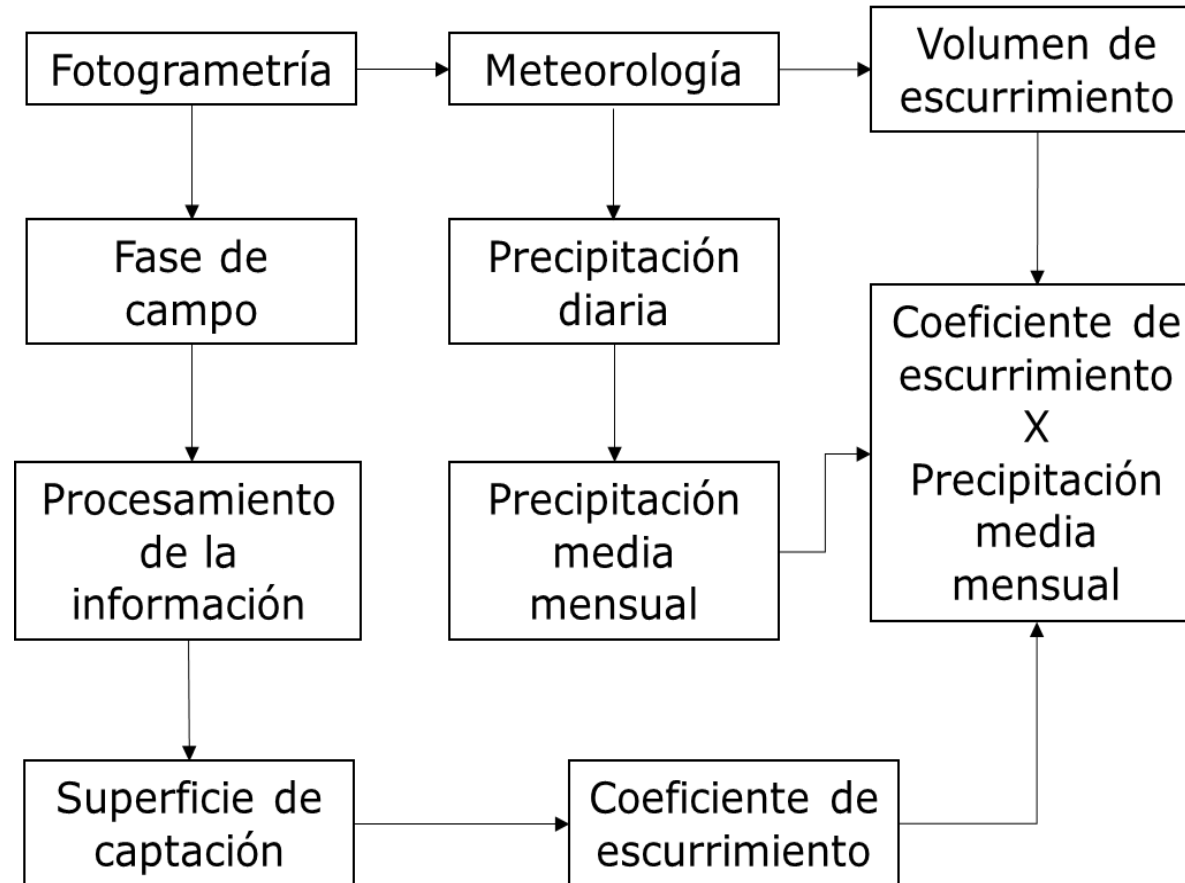 Fotogrametría
Meteorología
Volumen de
escurrimiento
Fase de
campo
Precipitación
diaria
Coeficiente de
escurrimiento
X
Precipitación
media
mensual
Procesamiento
de la
información
Precipitación
media
mensual
Superficie de
captación
Coeficiente de
escurrimiento